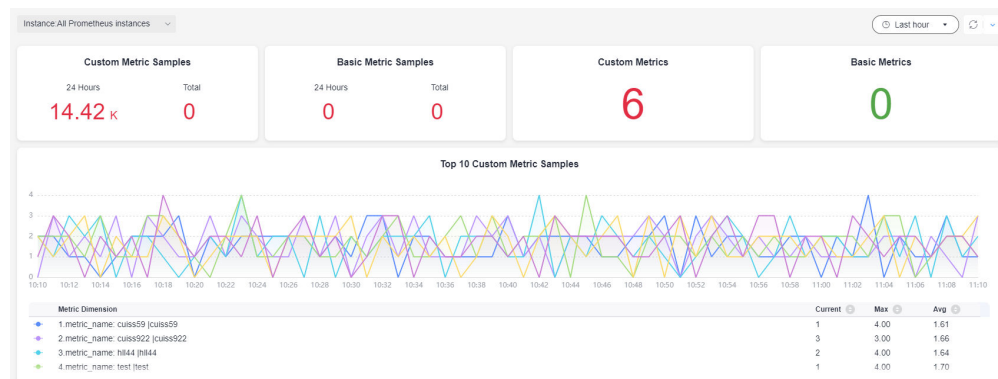 Instance:All Prometheus instances
Last hour
Custom Metric Samples
24 Hours Total
14.42 K 0
Basic Metric Samples
24 Hours Total
0 0
Custom Metrics
6
Basic Metrics
0
Top 10 Custom Metric Samples
4
3
2
1
0
10:10 10:12 10:14 10:16 10:18 10:20 10:22 10:24 10:26 10:28 10:30 10:32 10:34 10:36 10:38 10:40 10:42 10:44 10:46 10:48 10:50 10:52 10:54 10:56 10:58 11:00 11:02 11:04 11:06 11:08 11:10
Metric Dimension Current Max Avg
1.metric_name: cuiss59 |cuiss59 1 4.00 1.61
2.metric_name: cuiss922 |cuiss922 3 3.00 1.66
3.metric_name: hll44 |hll44 2 4.00 1.64
4.metric_name: test |test 1 4.00 1.70